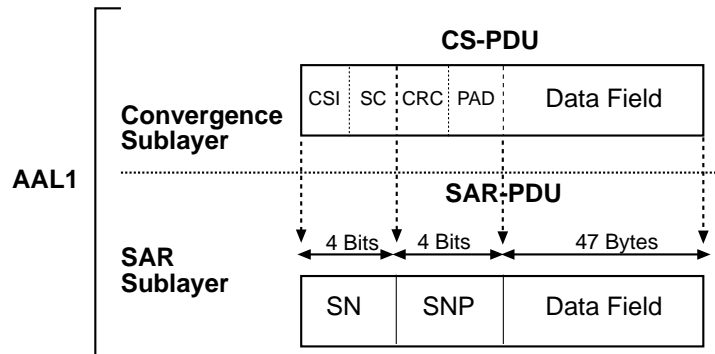 CS-PDU
CSI SC CRC PAD Data Field
Convergence
Sublayer
AAL1
SAR-PDU
4 Bits 4 Bits 47 Bytes
SAR
Sublayer
SN SNP Data Field